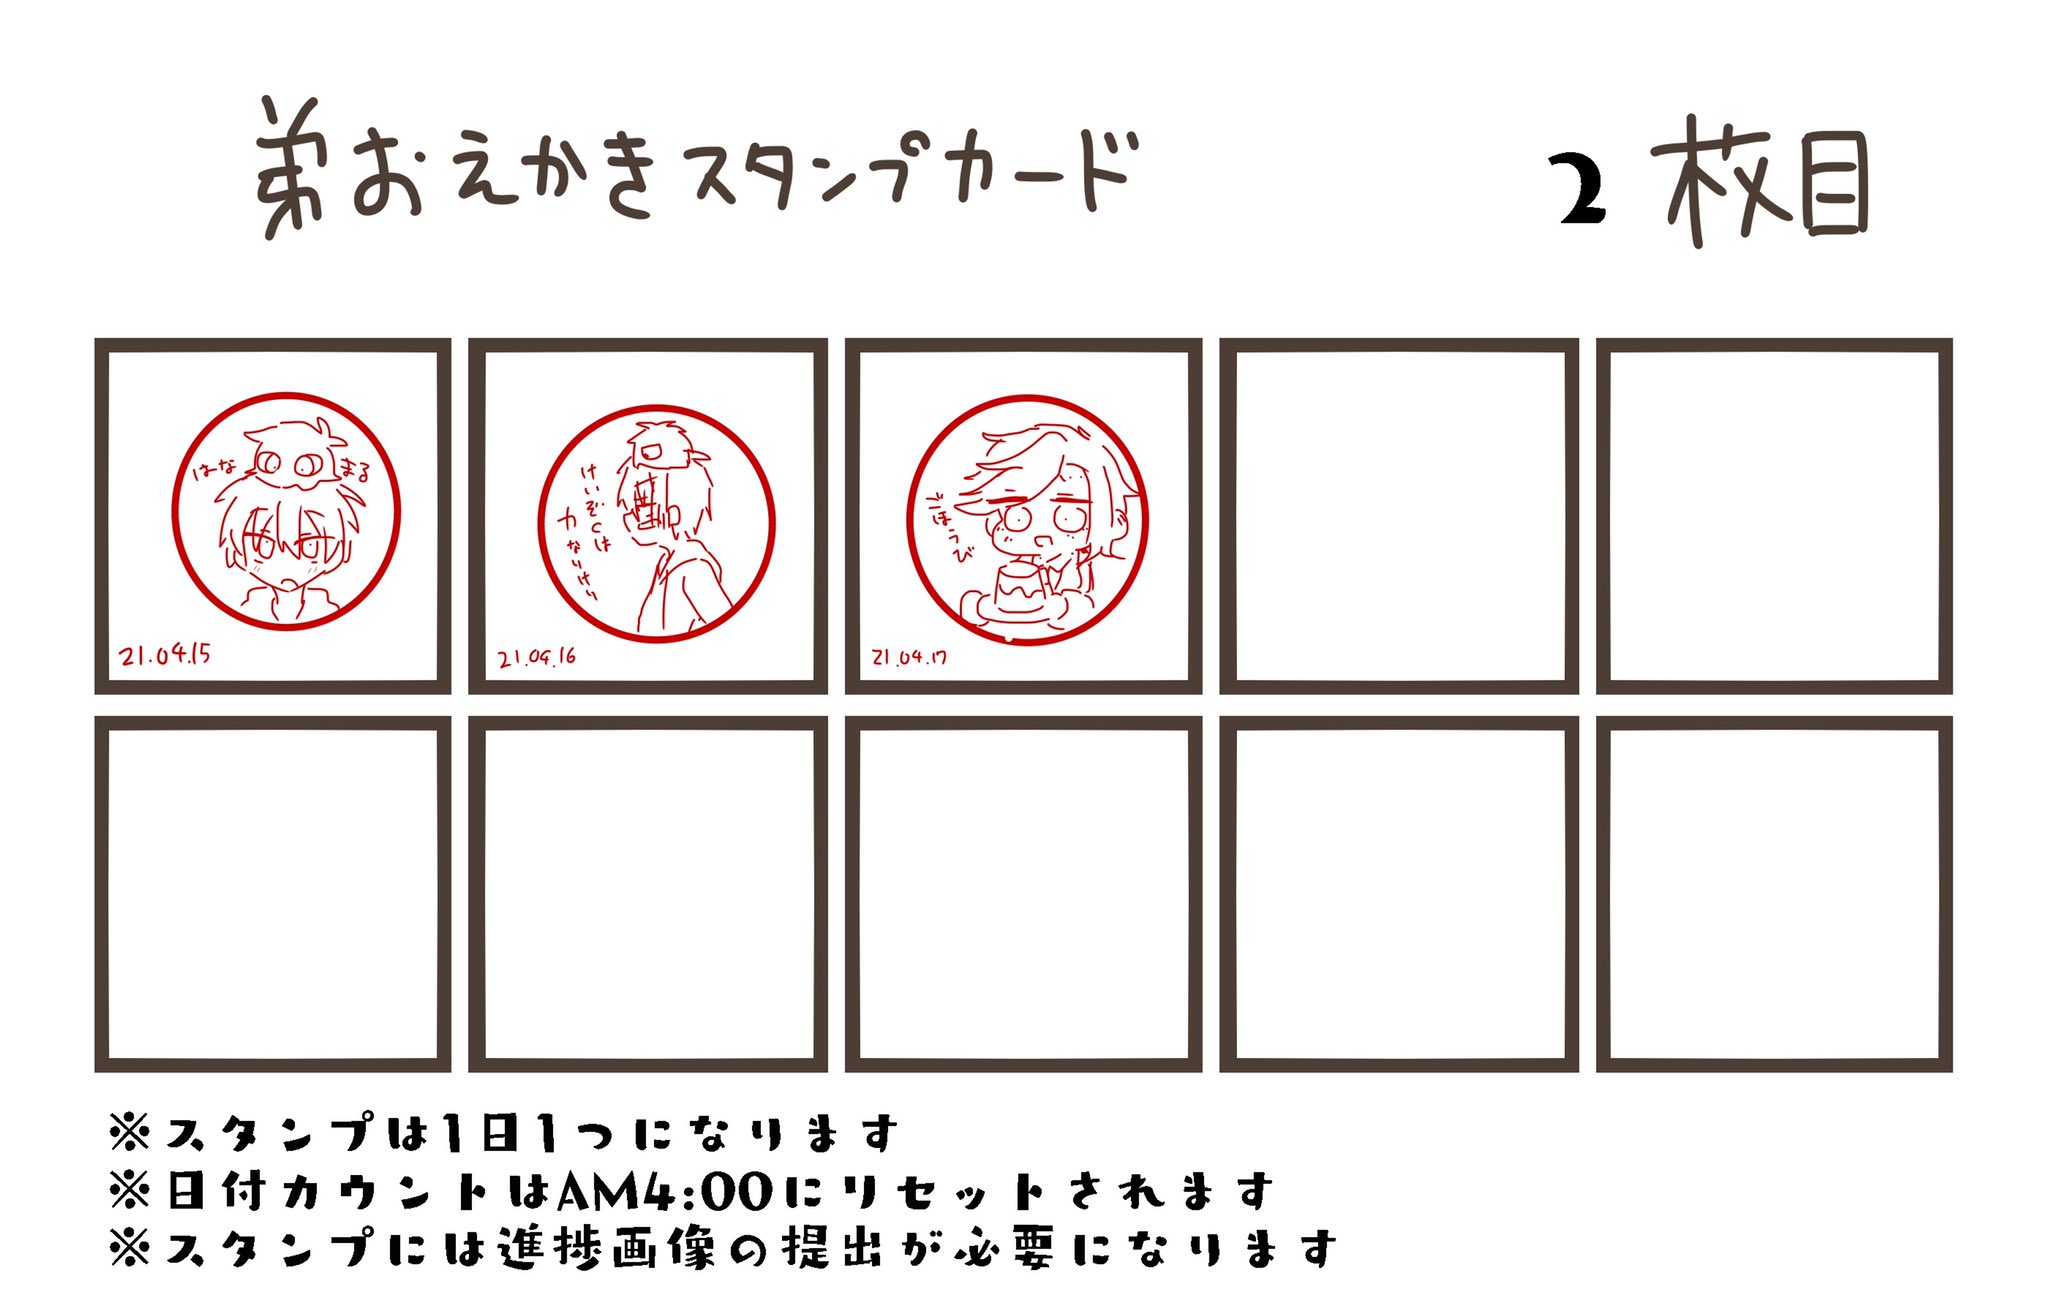 弟おえかきスタンプカード
2 枚目
はな まる
21.04.15
けいぞくは
カなりけい
21.04.16
ごほうび
21.04.17
※スタンプは1日1つになります
※日付カウントはAM4:00にリセットされます
※スタンプには進捗画像の提出が必要になります